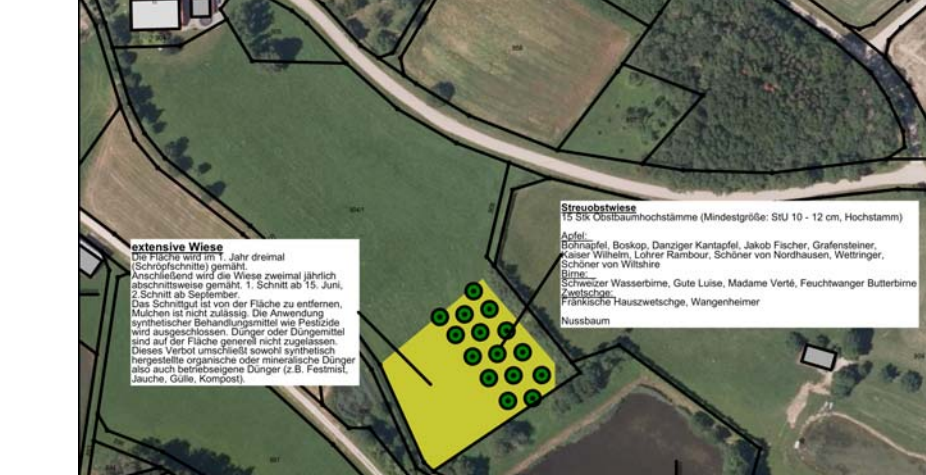 extensive Wiese
Die Fläche wird im 1. Jahr dreimal
(Schröpfschnitte) gemäht.
Anschließend wird die Wiese zweimal jährlich
abschnittsweise gemäht. 1. Schnitt ab 15. Juni,
2.Schnitt ab September.
Das Schnittgut ist von der Fläche zu entfernen,
Mulchen ist nicht zulässig. Die Anwendung
synthetischer Behandlungsmittel wie Pestizide
wird ausgeschlossen. Dünger oder Düngemittel
sind auf der Fläche generell nicht zugelassen.
Dieses Verbot umschließt sowohl synthetisch
hergestellte organische oder mineralische Dünger
also auch betriebseigene Dünger (z.B. Festmist,
Jauche, Gülle, Kompost).
Streuobstwiese
15 Stk Obstbaumhochstämme (Mindestgröße: StU 10 - 12 cm, Hochstamm)
Apfel:
Bohnapfel, Boskop, Danziger Kantapfel, Jakob Fischer, Grafensteiner,
Kaiser Wilhelm, Lohrer Rambour, Schöner von Nordhausen, Wettringer,
Schöner von Wiltshire
Birne:
Schweizer Wasserbirne, Gute Luise, Madame Verté, Feuchtwanger Butterbirne
Zwetschge:
Fränkische Hauszwetschge, Wangenheimer
Nussbaum